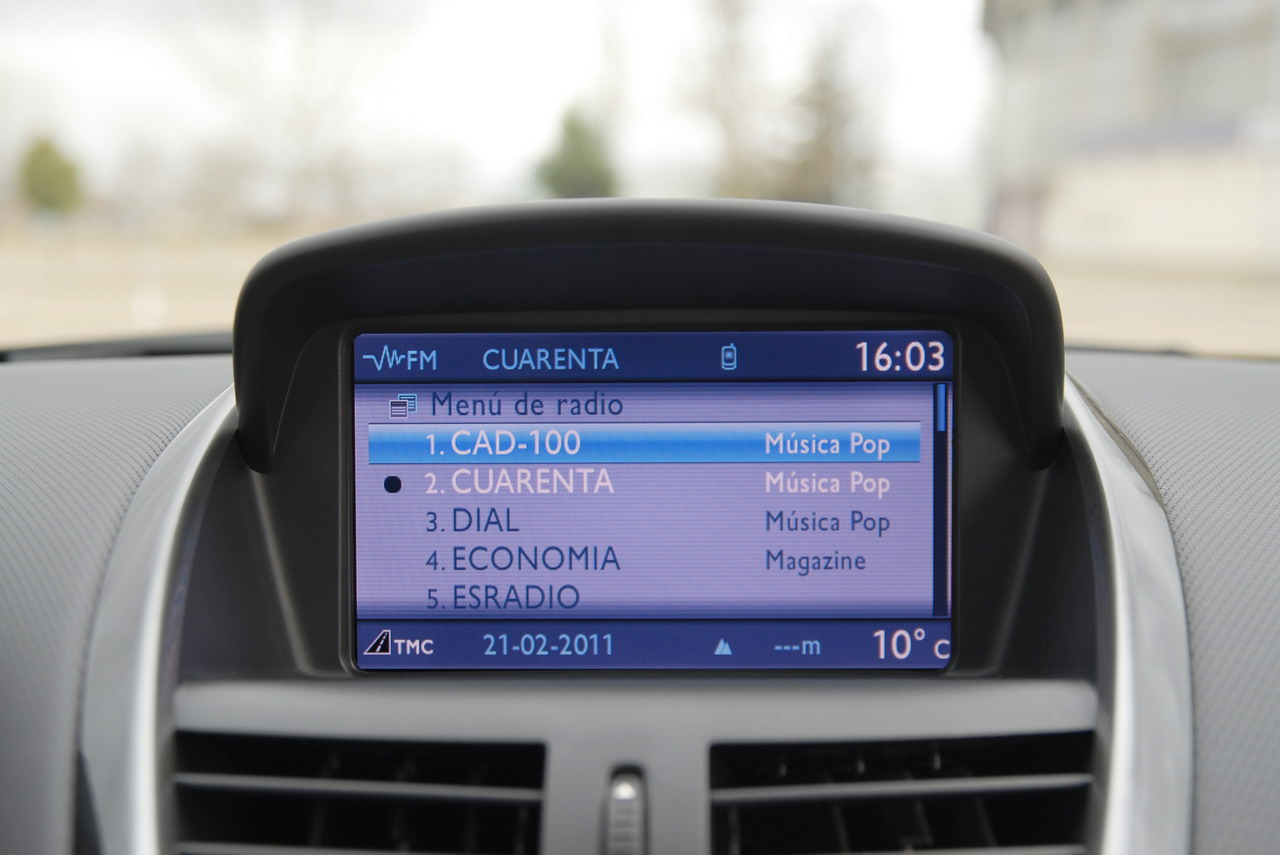 FM CUARENTA 16:03
Menú de radio
1. CAD-100 Música Pop
2. CUARENTA Música Pop
3. DIAL Música Pop
4. ECONOMIA Magazine
5. ESRADIO
TMC 21-02-2011 ---m 10° C